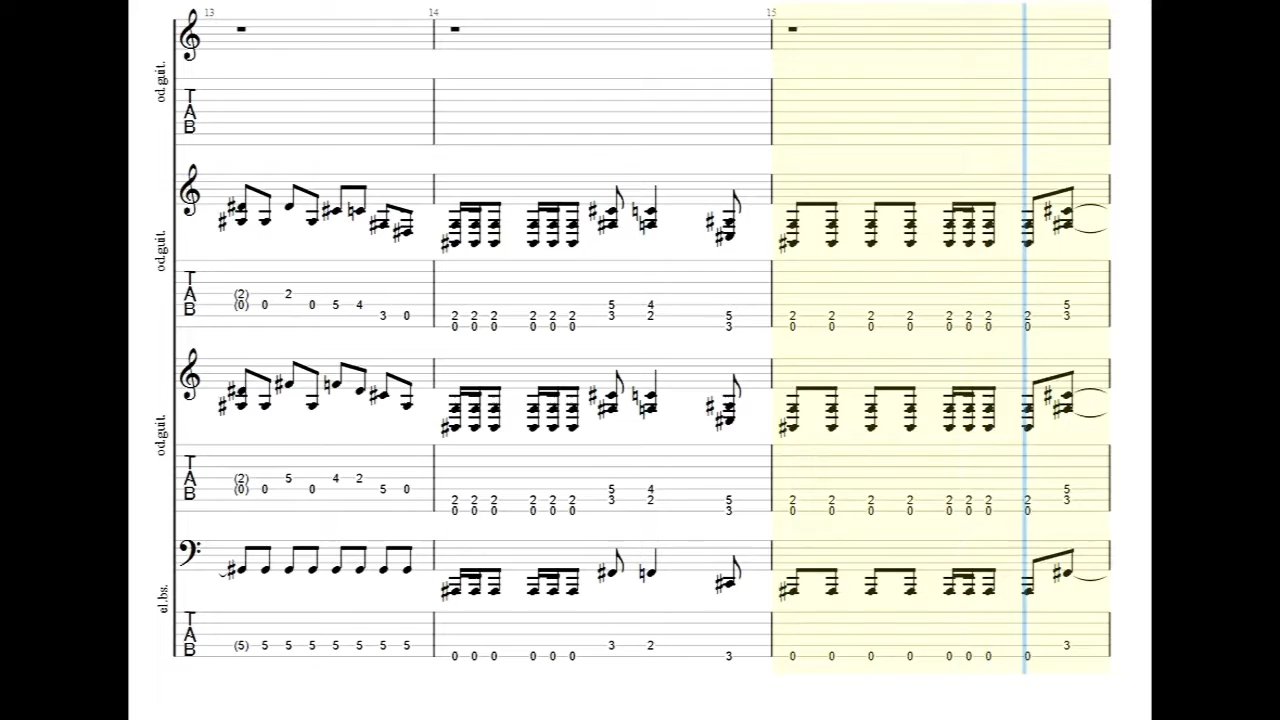 13 14 15
od.guit.
T
A
B
od.guit.
T
A
B
(2) 2
(0) 0 0 5 4 5 4 5
3 0 2 2 2 2 2 2 3 2 5 2 2 2 2 2 2 2 2 3
0 0 0 0 0 0 3 0 0 0 0 0 0 0 0
od.guit.
T
A
B
(2) 5 4 2
(0) 0 0 5 0 5 4 5
2 2 2 2 2 2 3 2 5 2 2 2 2 2 2 2 2 3
0 0 0 0 0 0 3 0 0 0 0 0 0 0 0
el.bs.
T
A
B
(5) 5 5 5 5 5 5 5 3 2 3
0 0 0 0 0 0 3 0 0 0 0 0 0 0 0